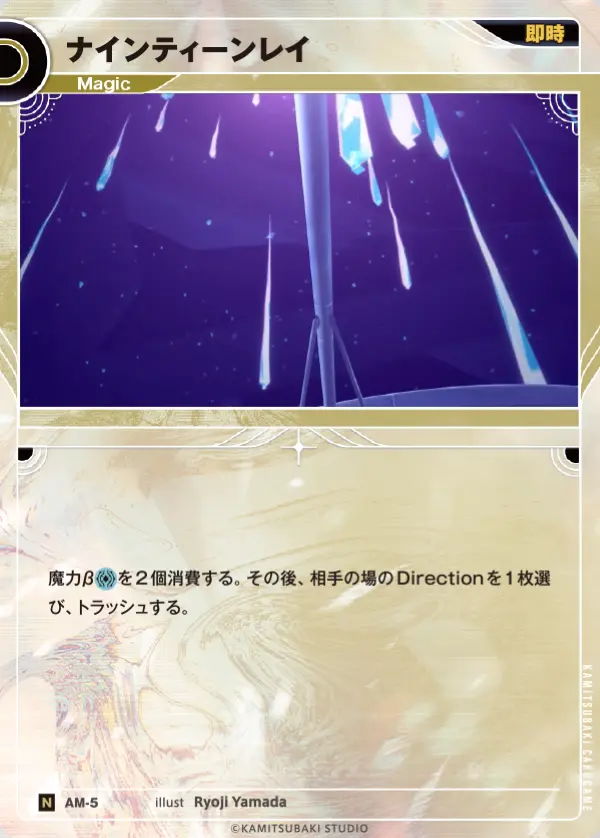 ナインティーンレイ
即時
Magic
魔力β を2個消費する。その後、相手の場のDirectionを1枚選
び、トラッシュする。
KAMITSUBAKI CARD GAME
N AM-5 illust Ryoji Yamada
©KAMITSUBAKI STUDIO